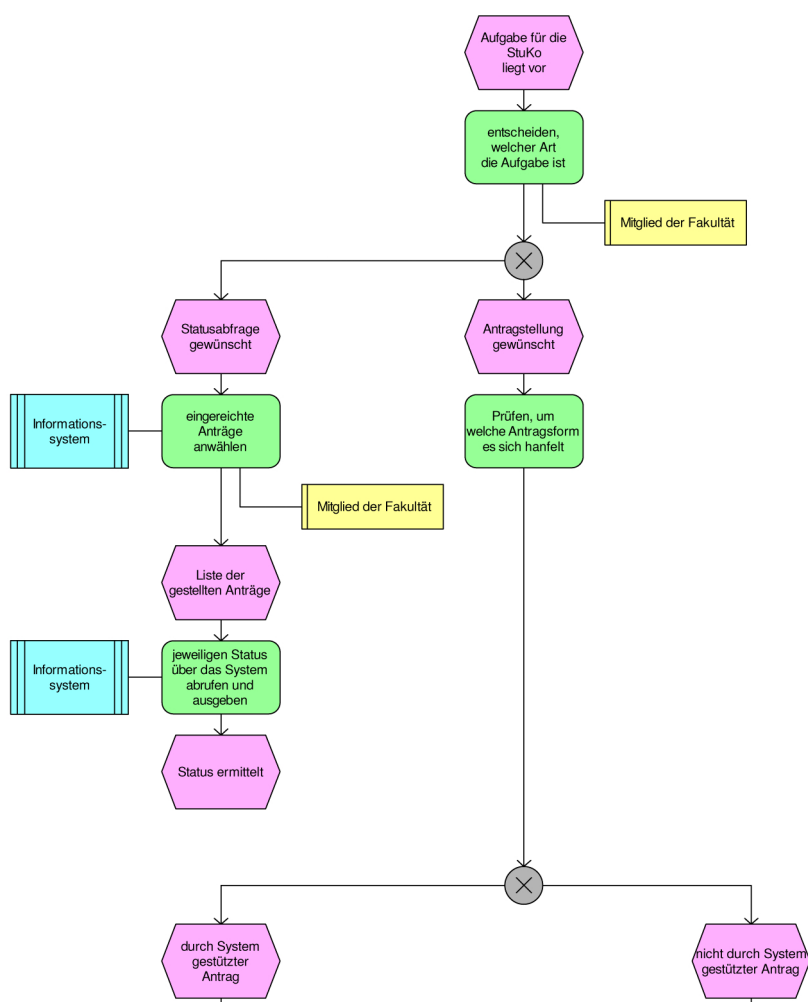 Aufgabe für die
StuKo
liegt vor
entscheiden,
welcher Art
die Aufgabe ist
Mitglied der Fakultät
Statusabfrage
gewünscht
Antragstellung
gewünscht
Informations-
system
eingereichte
Anträge
anwählen
Prüfen, um
welche Antragsform
es sich hanfelt
Mitglied der Fakultät
Liste der
gestellten Anträge
Informations-
system
jeweiligen Status
über das System
abrufen und
ausgeben
Status ermittelt
durch System
gestützter
Antrag
nicht durch System
gestützter Antrag